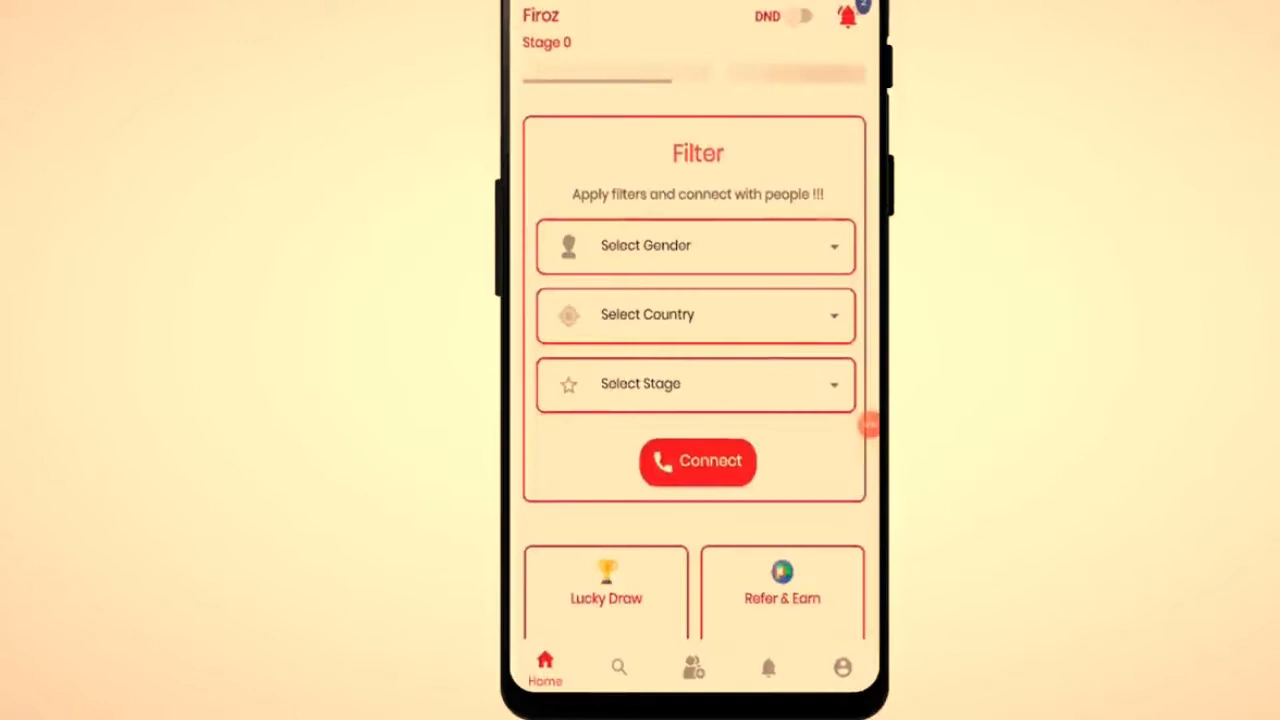 Firoz
DND
2
Stage 0
Filter
Apply filters and connect with people !!!
Select Gender
Select Country
Select Stage
Connect
Lucky Draw
Refer & Earn
Home